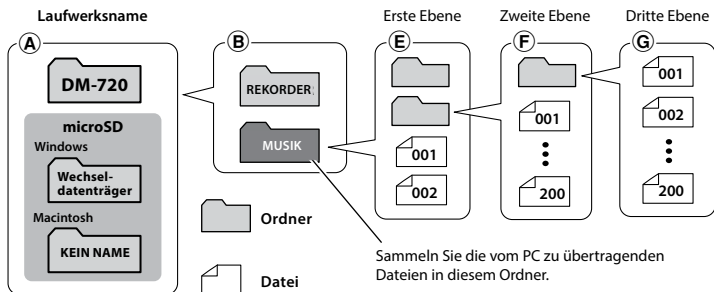 Laufwerksname
Erste Ebene
Zweite Ebene
Dritte Ebene
A
B
E
F
G
DM-720
microSD
Windows
Wechsel-
datenträger
Macintosh
KEIN NAME
REKORDER
MUSIK
001
002
001
200
001
002
200
Ordner
Datei
Sammeln Sie die vom PC zu übertragenden
Dateien in diesem Ordner.